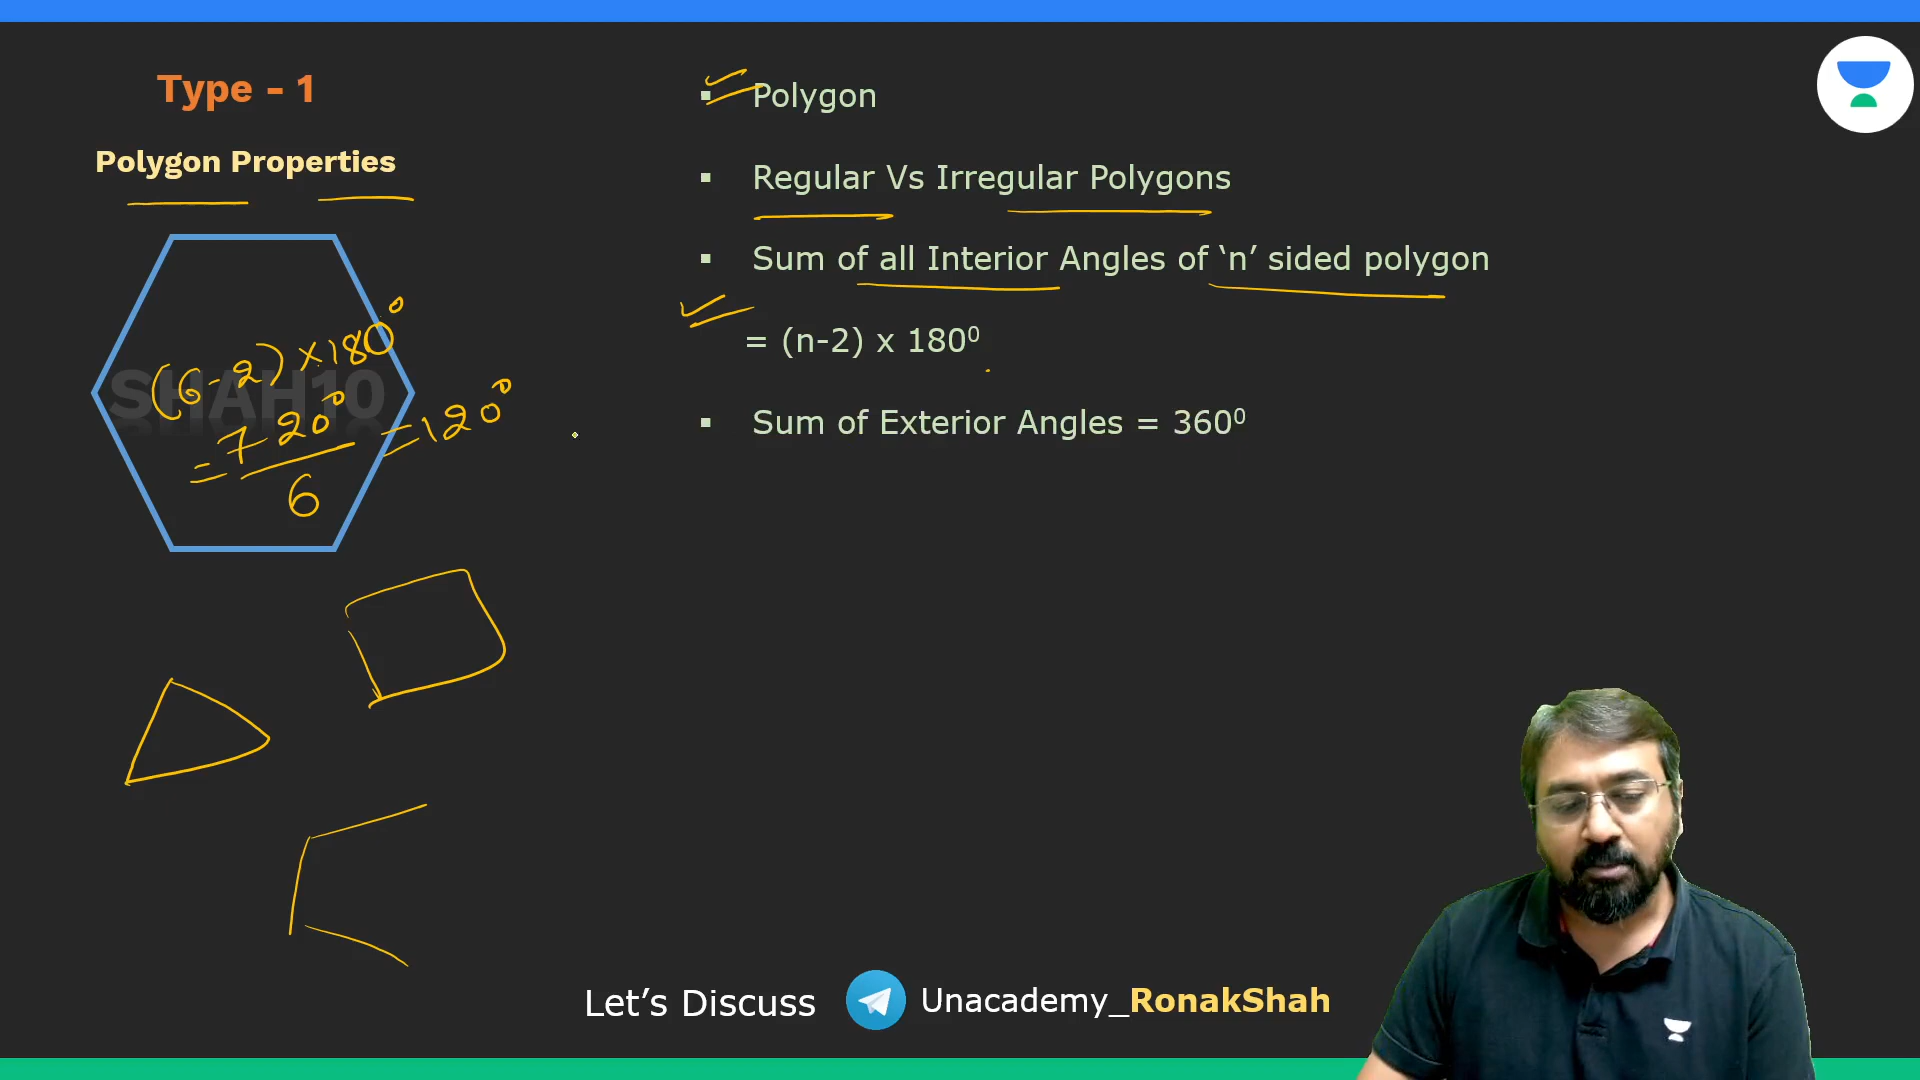 Type - 1
Polygon Properties
SHAH10
(6-2) ×180°
= 720° = 120°
6
▪ Polygon
▪ Regular Vs Irregular Polygons
▪ Sum of all Interior Angles of ‘n’ sided polygon
= (n-2) x 180⁰
▪ Sum of Exterior Angles = 360⁰
Let’s Discuss Unacademy_RonakShah